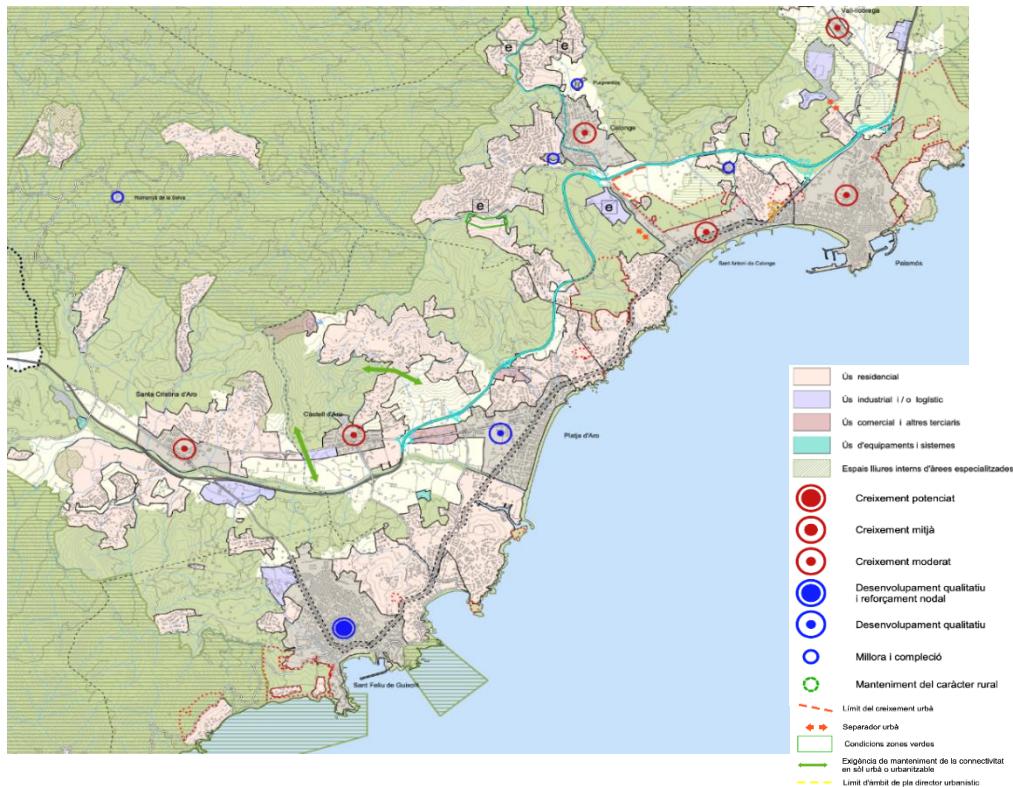 Vall-llobrega
e
e
Puigventós
Calonge
Romanyà de la Selva
e
e
Sant Antoni de Calonge
Palamós
Santa Cristina d'Aro
Castell d'Aro
Platja d'Aro
Sant Feliu de Guíxols
Ús residencial
Ús industrial i / o logístic
Ús comercial i altres terciaris
Ús d'equipaments i sistemes
Espais lliures interns d'àrees especialitzades
Creixement potenciat
Creixement mitjà
Creixement moderat
Desenvolupament qualitatiu
i reforçament nodal
Desenvolupament qualitatiu
Millora i compleció
Manteniment del caràcter rural
Límit del creixement urbà
Separador urbà
Condicions zones verdes
Exigència de manteniment de la connectivitat
en sòl urbà o urbanitzable
Límit d'àmbit de pla director urbanístic